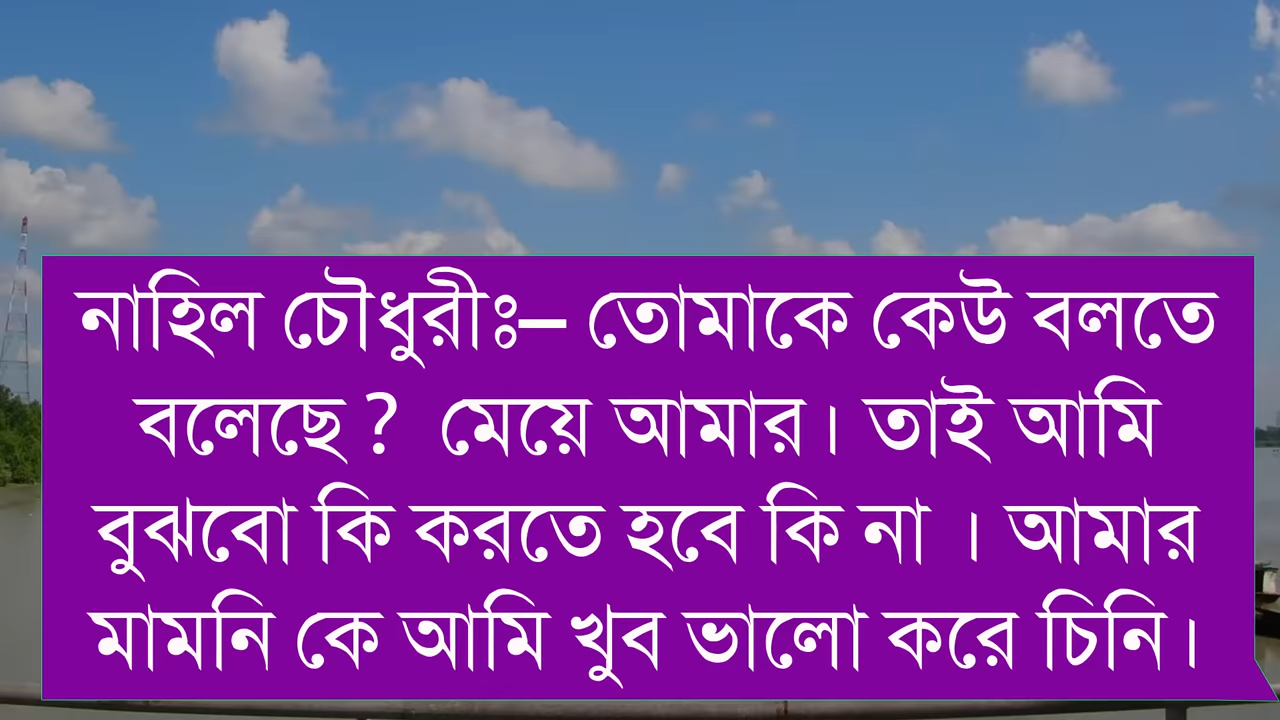 নাহিল চৌধুরীঃ– তোমাকে কেউ বলতে
বলেছে ? মেয়ে আমার। তাই আমি
বুঝবো কি করতে হবে কি না । আমার
মামনি কে আমি খুব ভালো করে চিনি।